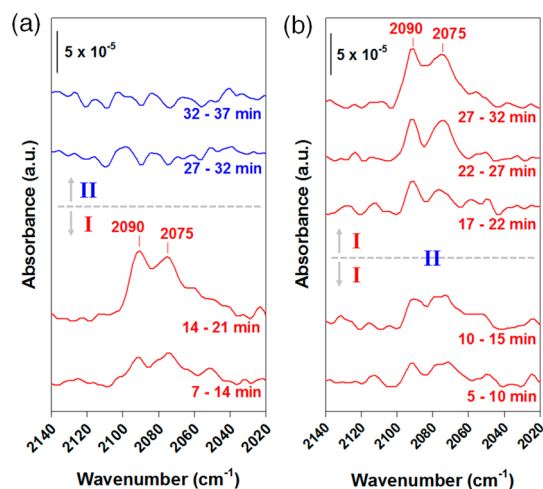 (a)
5 x 10⁻⁵
32 - 37 min
27 - 32 min
II
I
2090
2075
14 - 21 min
7 - 14 min
Absorbance (a.u.)
2140
2120
2100
2080
2060
2040
2020
Wavenumber (cm⁻¹)
(b)
5 x 10⁻⁵
2090
2075
27 - 32 min
22 - 27 min
17 - 22 min
I
II
I
10 - 15 min
5 - 10 min
Absorbance (a.u.)
2140
2120
2100
2080
2060
2040
2020
Wavenumber (cm⁻¹)